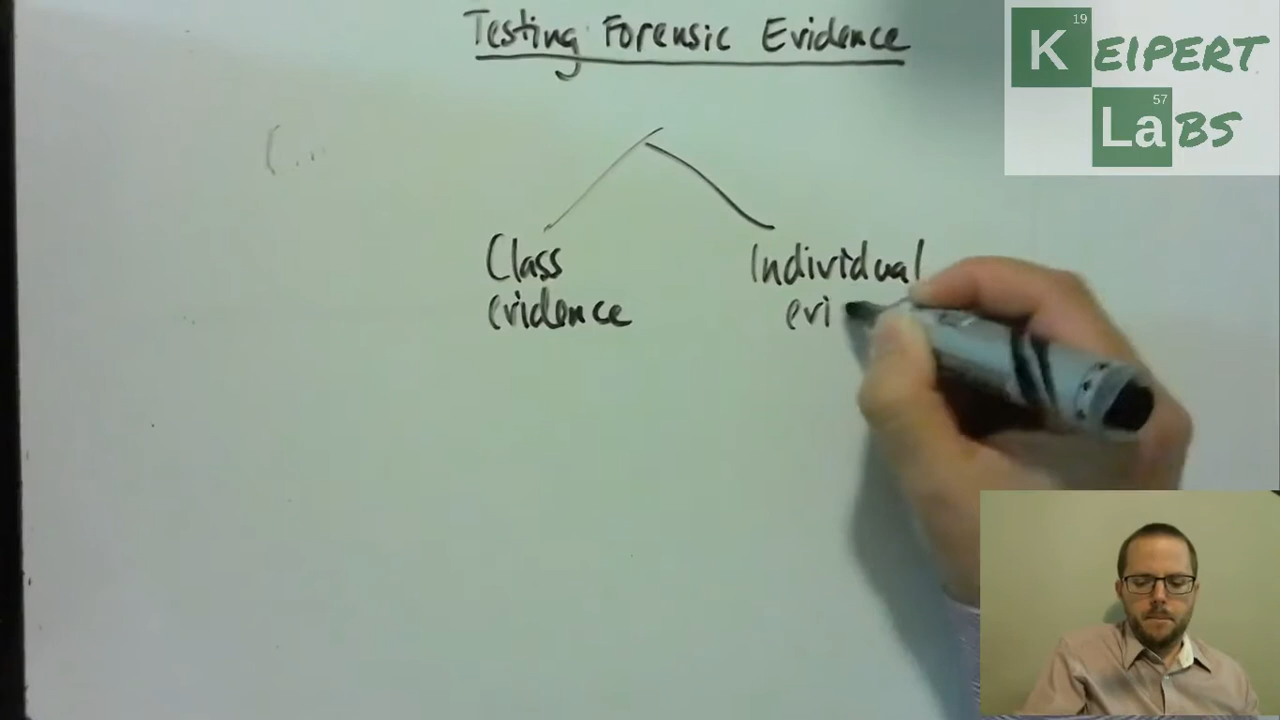 Testing Forensic Evidence
19
K EIPERT
57
La BS
Class
evidence
Individual
evi